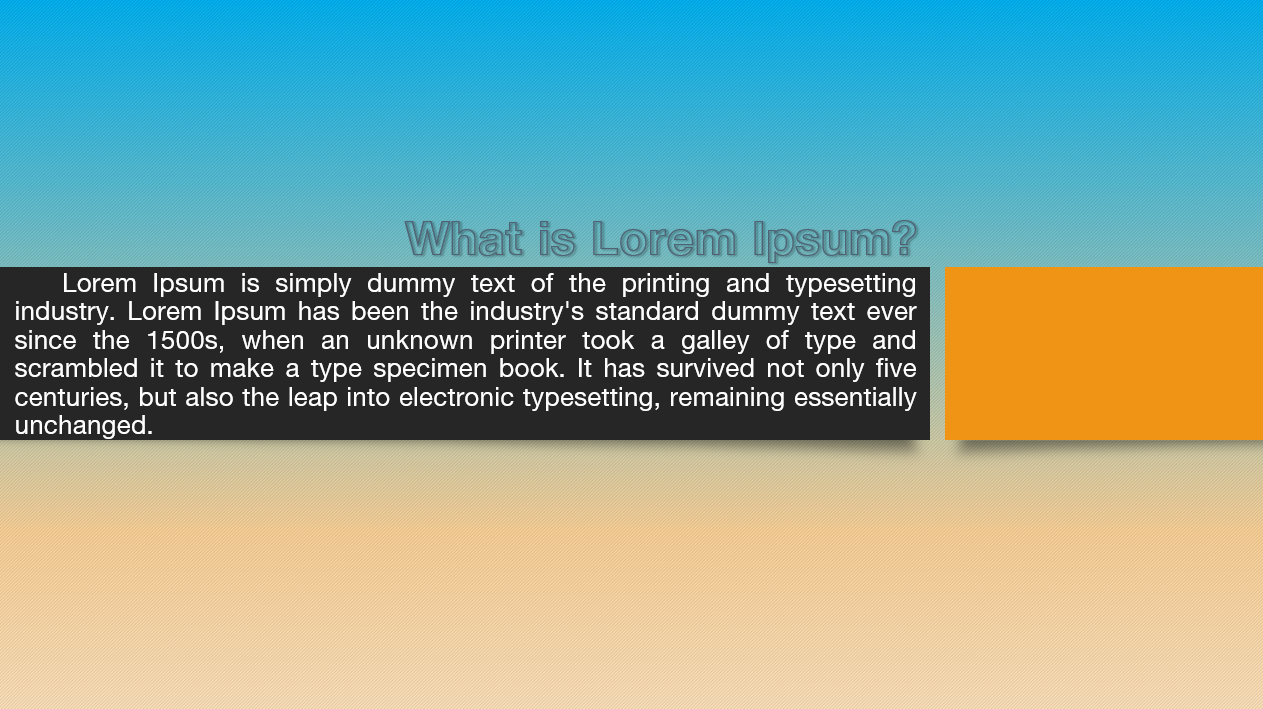 What is Lorem Ipsum?
Lorem Ipsum is simply dummy text of the printing and typesetting
industry. Lorem Ipsum has been the industry's standard dummy text ever
since the 1500s, when an unknown printer took a galley of type and
scrambled it to make a type specimen book. It has survived not only five
centuries, but also the leap into electronic typesetting, remaining essentially
unchanged.